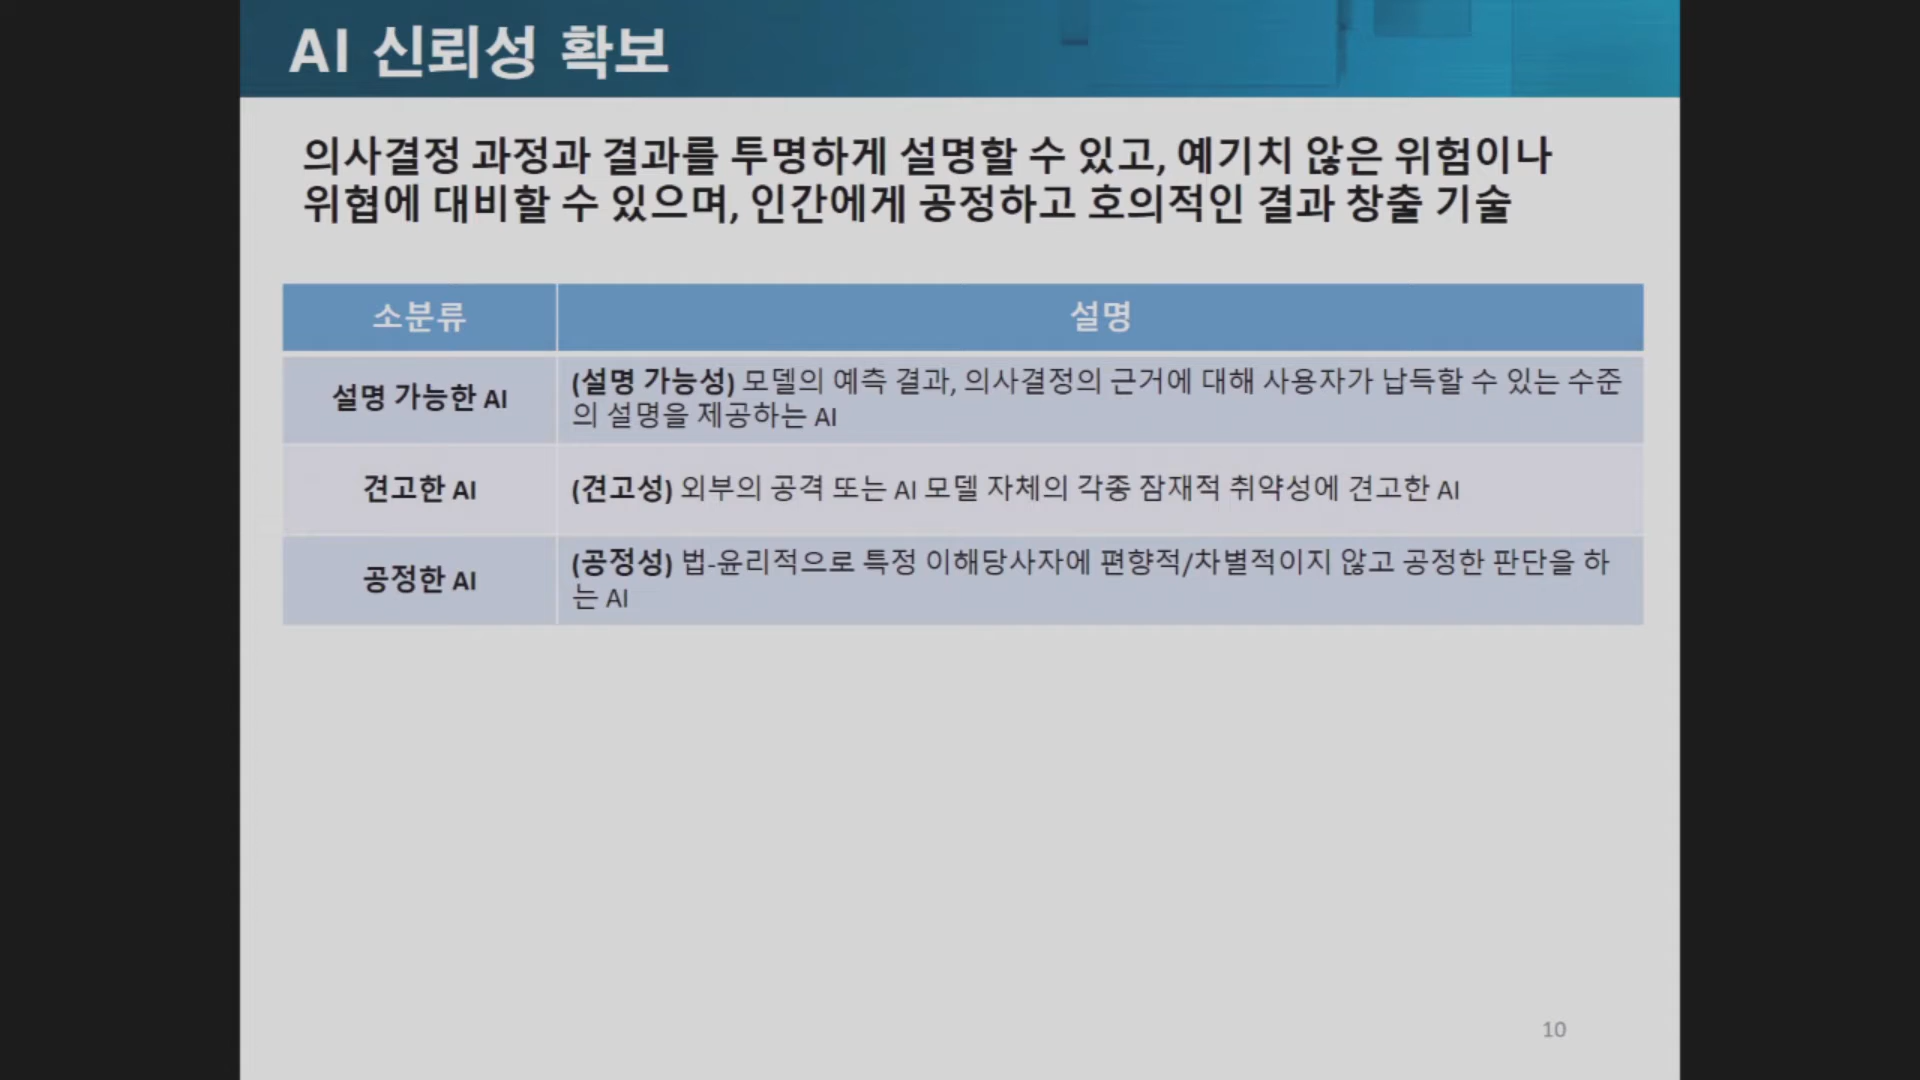 AI 신뢰성 확보
의사결정 과정과 결과를 투명하게 설명할 수 있고, 예기치 않은 위험이나
위협에 대비할 수 있으며, 인간에게 공정하고 호의적인 결과 창출 기술
소분류
설명
설명 가능한 AI
(설명 가능성) 모델의 예측 결과, 의사결정의 근거에 대해 사용자가 납득할 수 있는 수준
의 설명을 제공하는 AI
견고한 AI
(견고성) 외부의 공격 또는 AI 모델 자체의 각종 잠재적 취약성에 견고한 AI
공정한 AI
(공정성) 법-윤리적으로 특정 이해당사자에 편향적/차별적이지 않고 공정한 판단을 하
는 AI
10